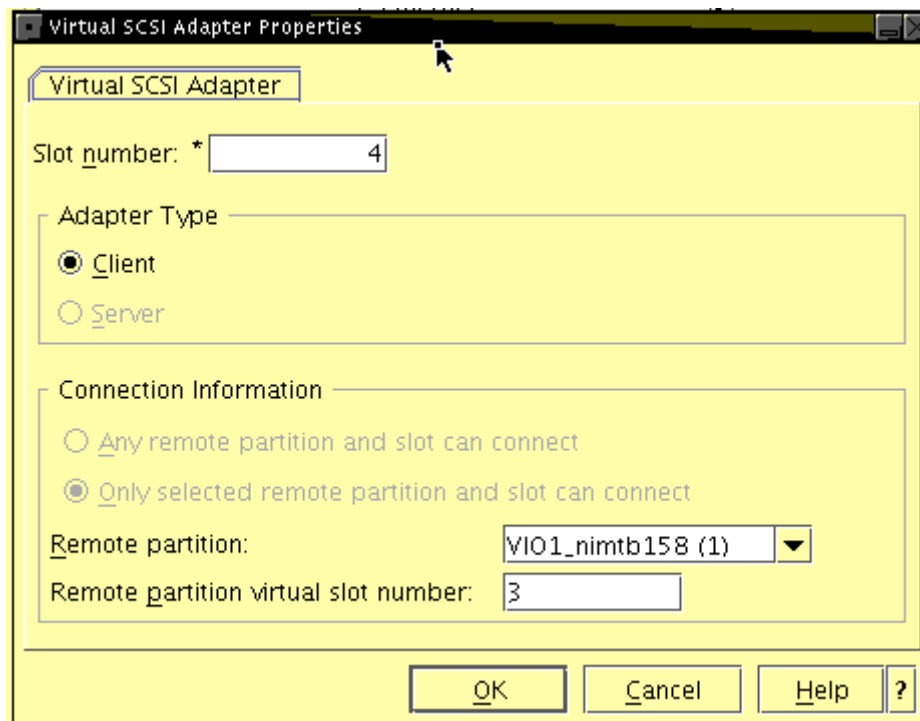 Virtual SCSI Adapter Properties
Virtual SCSI Adapter
Slot number: * 4
Adapter Type
Client
Server
Connection Information
Any remote partition and slot can connect
Only selected remote partition and slot can connect
Remote partition: VIO1_nimtb158 (1)
Remote partition virtual slot number: 3
OK Cancel Help ?